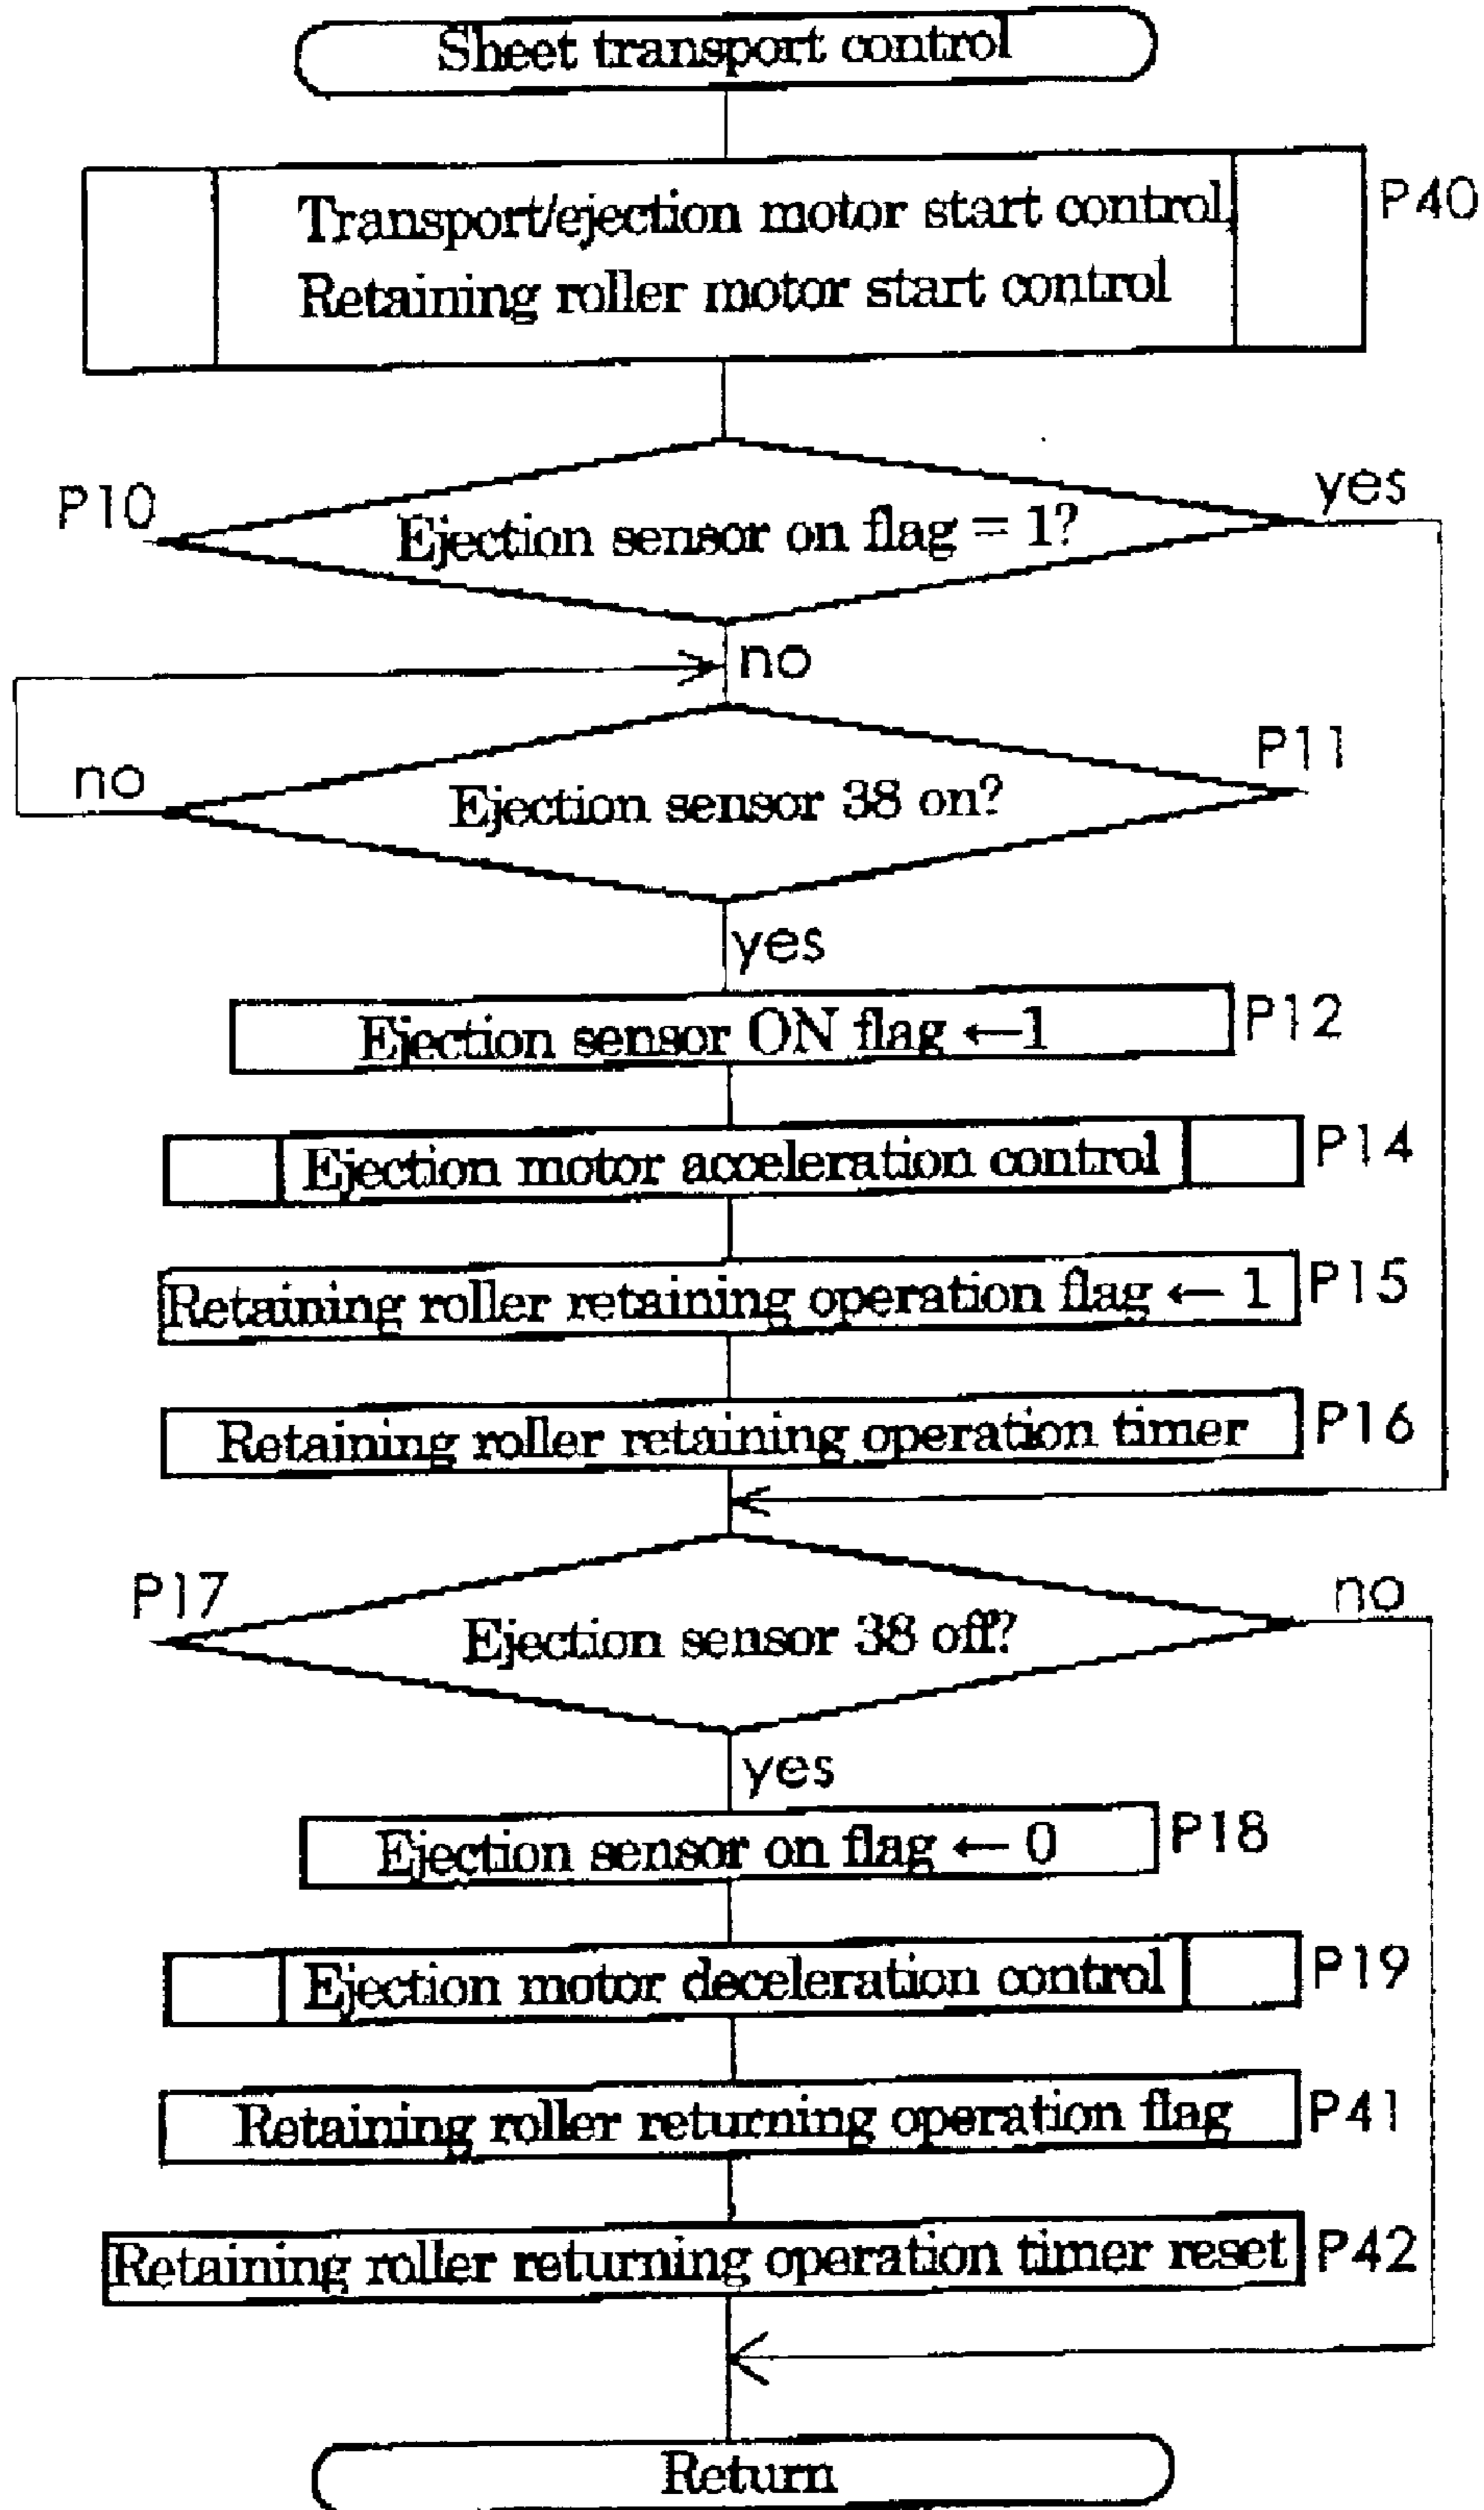 Sheet transport control
Transport/ejection motor start control,
Retaining roller motor start control
P40
P10
Ejection sensor on flag = 1?
yes
no
P11
Ejection sensor 38 on?
no
yes
Ejection sensor ON flag ←1
P12
Ejection motor acceleration control
P14
Retaining roller retaining operation flag ← 1
P15
Retaining roller retaining operation timer
P16
P17
Ejection sensor 38 off?
no
yes
Ejection sensor on flag ← 0
P18
Ejection motor deceleration control
P19
Retaining roller returning operation flag
P41
Retaining roller returning operation timer reset
P42
Return